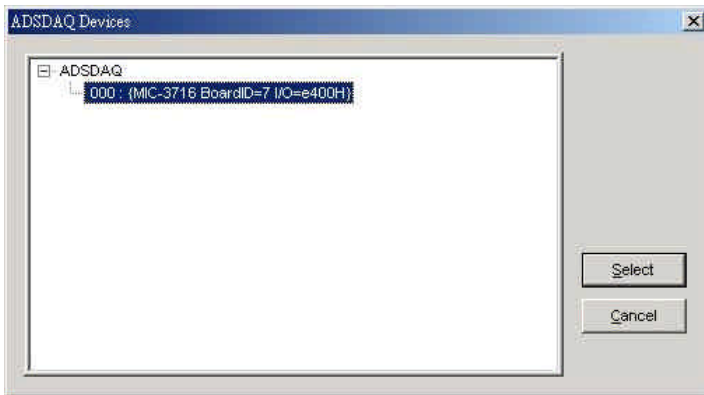 ADSDAQ Devices
ADSDAQ
000 : {MIC-3716 BoardID=7 I/O=e400H}
Select
Cancel